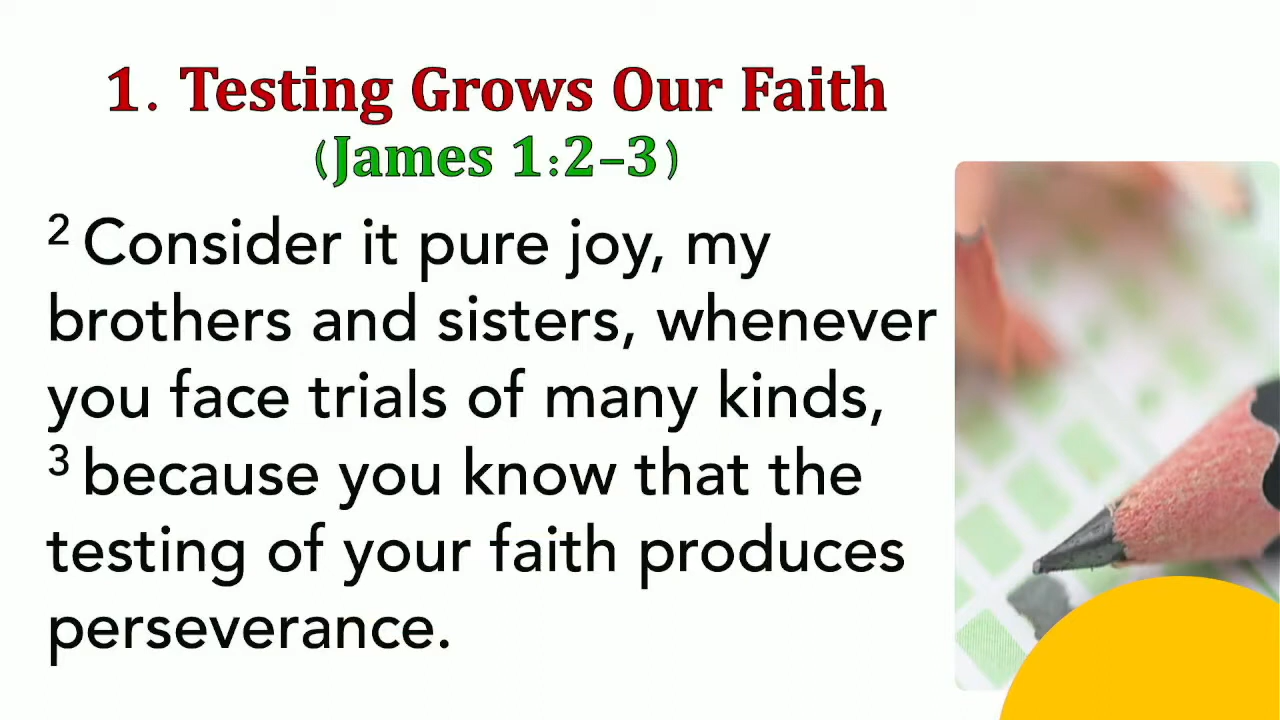 1. Testing Grows Our Faith
(James 1:2–3)
² Consider it pure joy, my
brothers and sisters, whenever
you face trials of many kinds,
³ because you know that the
testing of your faith produces
perseverance.